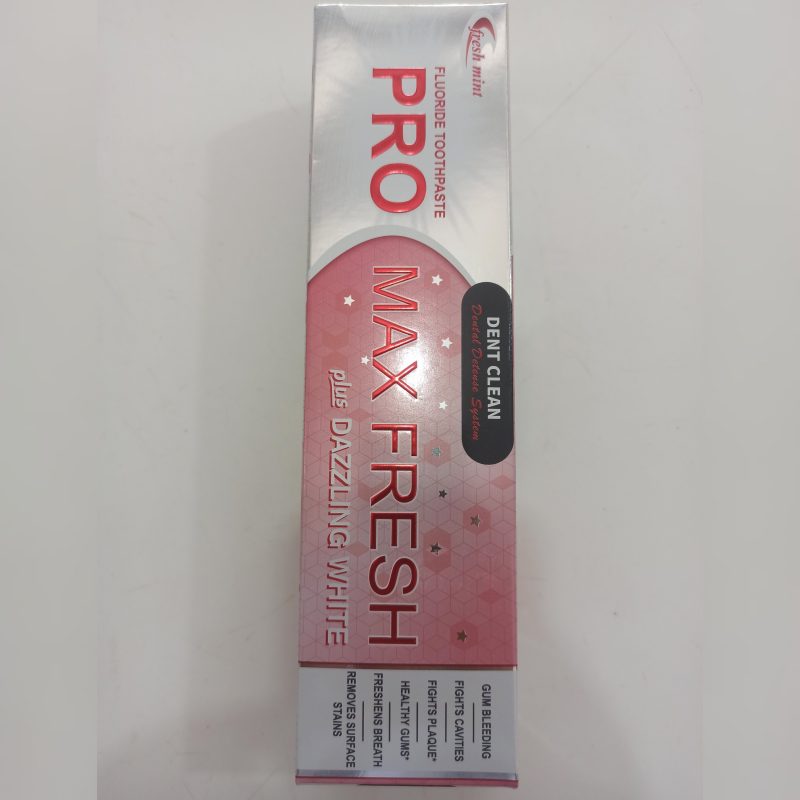 fresh mint
FLUORIDE TOOTHPASTE
PRO
DENT CLEAN
Dental Defense System
MAX FRESH
plus DAZZLING WHITE
GUM BLEEDING
FIGHTS CAVITIES
FIGHTS PLAQUE*
HEALTHY GUMS*
FRESHENS BREATH
REMOVES SURFACE
STAINS